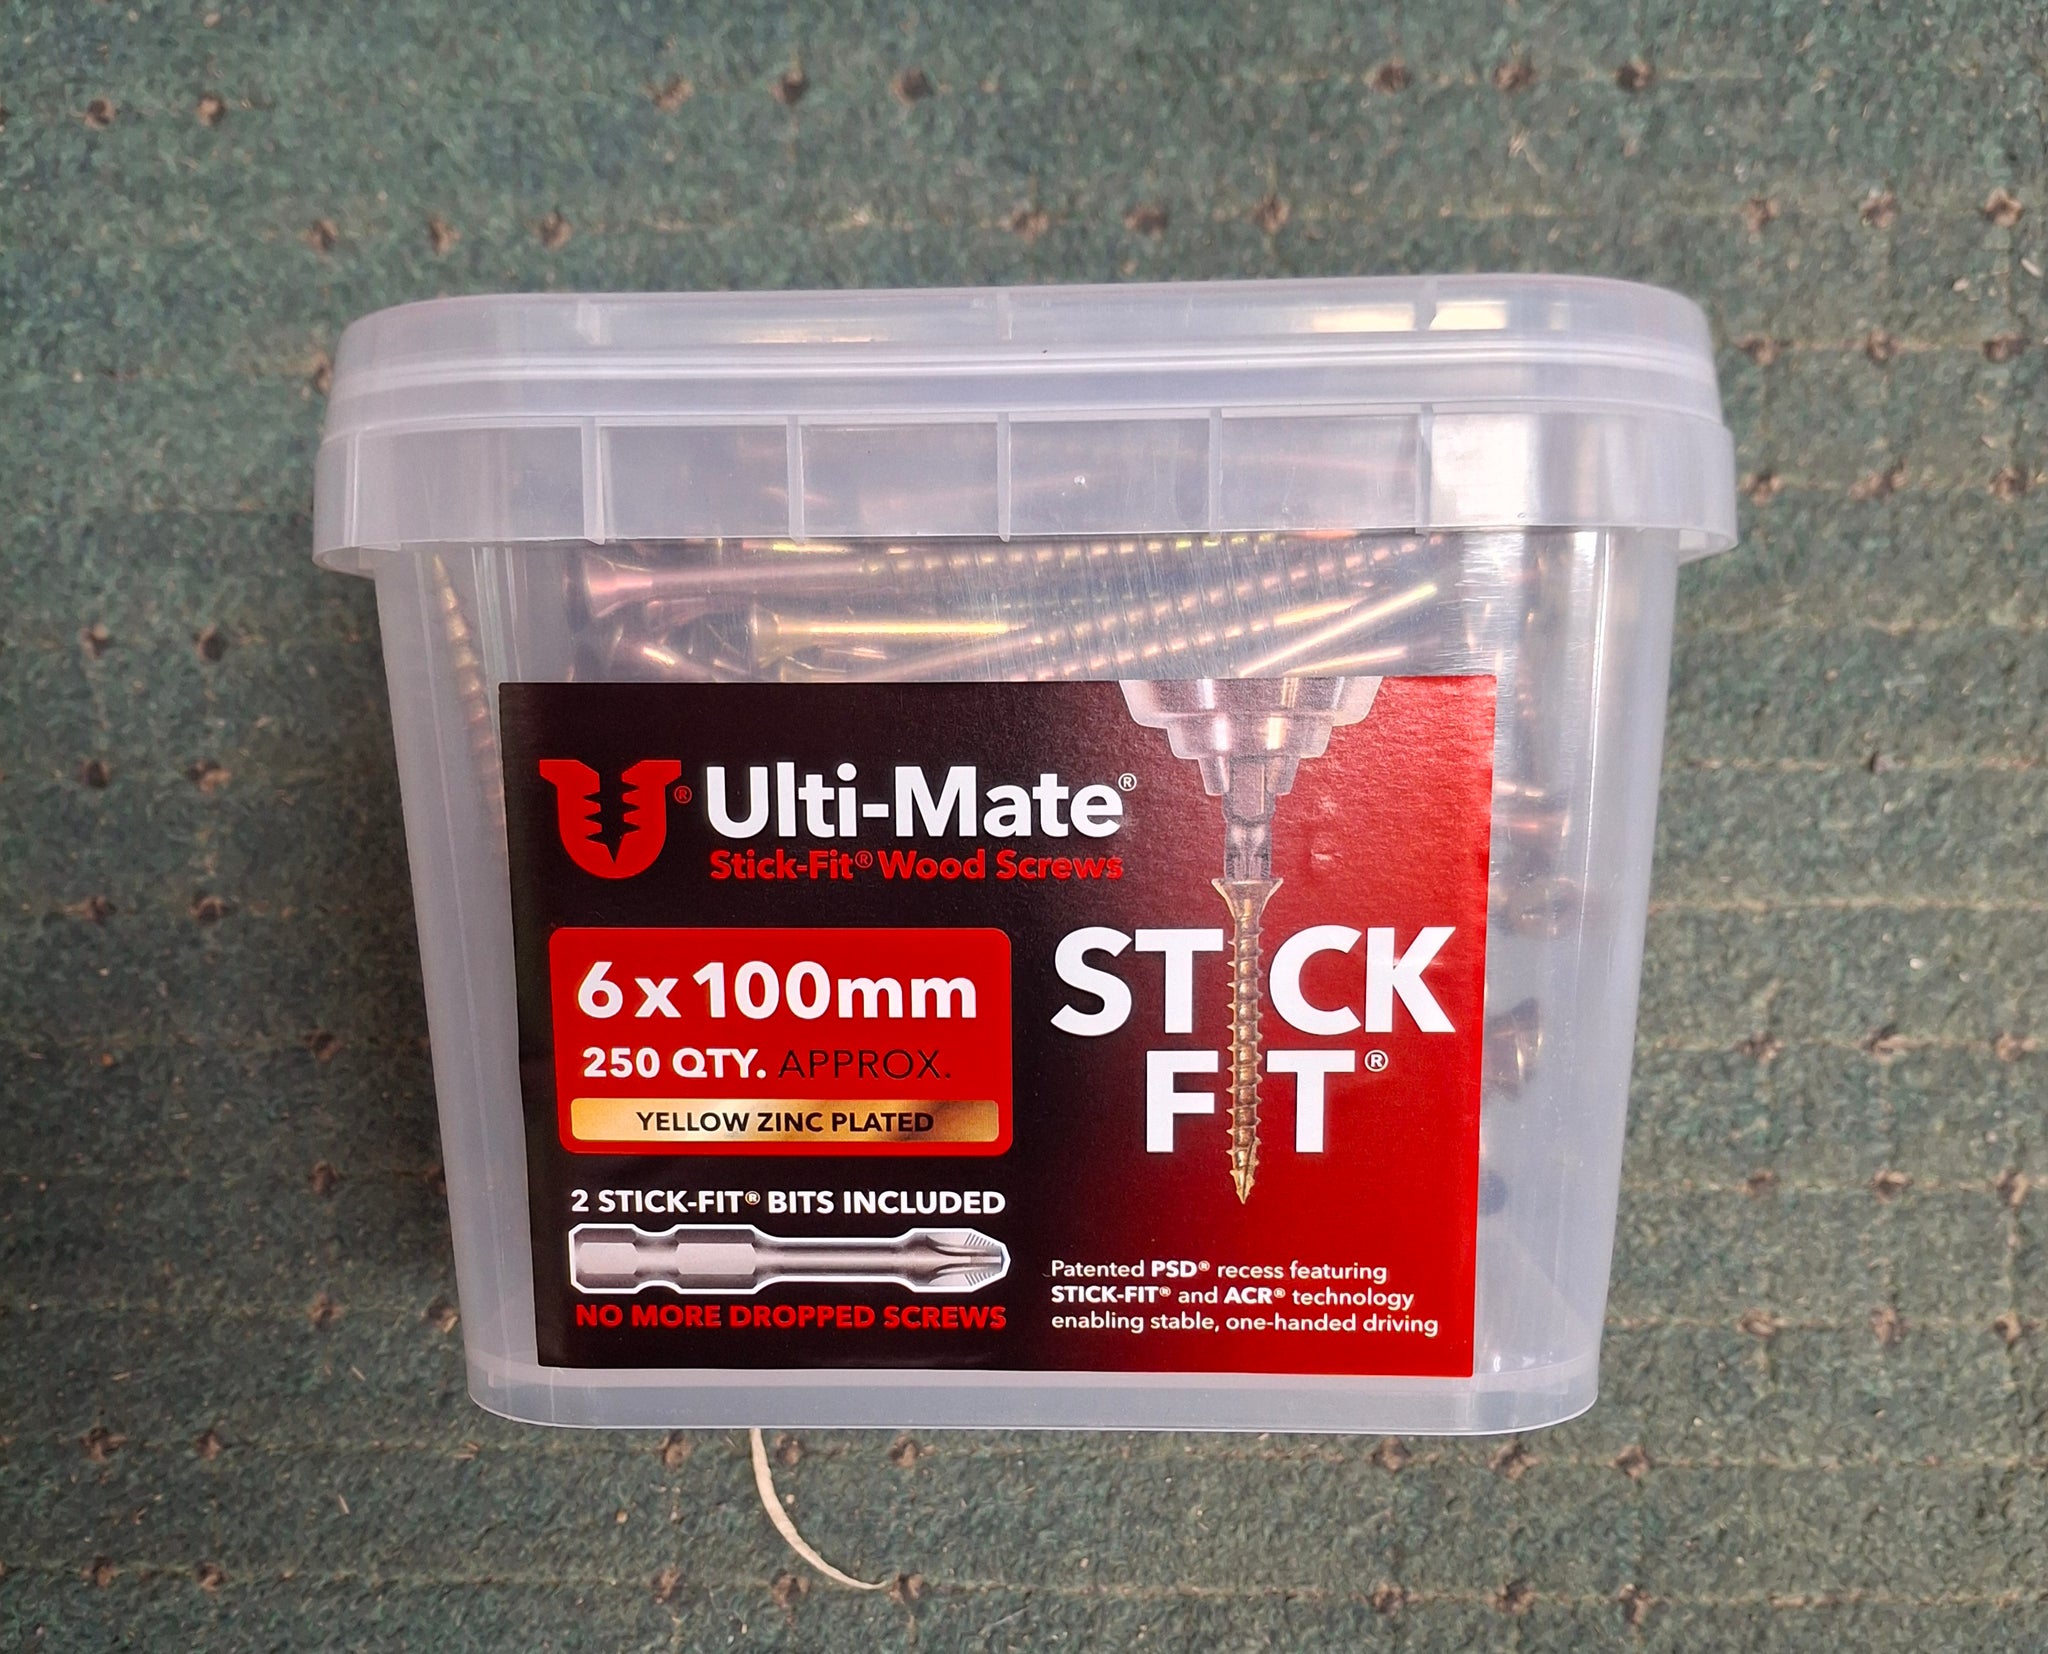 Ulti-Mate®
Stick-Fit® Wood Screws
6 x 100mm
250 QTY. APPROX.
YELLOW ZINC PLATED
2 STICK-FIT® BITS INCLUDED
NO MORE DROPPED SCREWS
STICK
FIT®
Patented PSD® recess featuring
STICK-FIT® and ACR® technology
enabling stable, one-handed driving